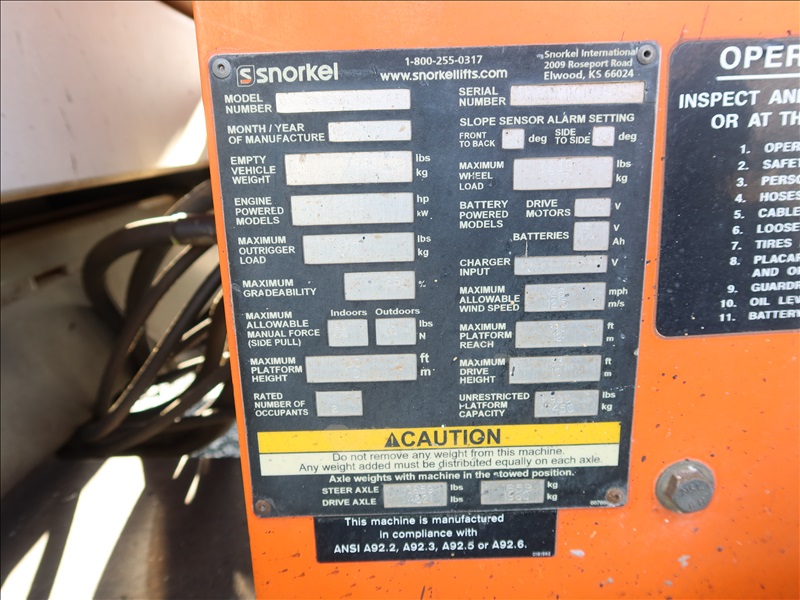 snorkel
1-800-255-0317
www.snorkellifts.com
Snorkel International
2009 Roseport Road
Elwood, KS 66024
MODEL
NUMBER
SERIAL
NUMBER
MONTH / YEAR
OF MANUFACTURE
SLOPE SENSOR ALARM SETTING
FRONT
TO BACK
deg
SIDE
TO SIDE
deg
EMPTY
VEHICLE
WEIGHT
lbs
kg
MAXIMUM
WHEEL
LOAD
lbs
kg
ENGINE
POWERED
MODELS
hp
kW
BATTERY
POWERED
MODELS
DRIVE
MOTORS
V
BATTERIES
V
Ah
MAXIMUM
OUTRIGGER
LOAD
lbs
kg
CHARGER
INPUT
V
MAXIMUM
GRADEABILITY
%
MAXIMUM
ALLOWABLE
WIND SPEED
mph
m/s
MAXIMUM
ALLOWABLE
MANUAL FORCE
(SIDE PULL)
Indoors
Outdoors
lbs
N
MAXIMUM
PLATFORM
REACH
ft
m
MAXIMUM
PLATFORM
HEIGHT
ft
m
MAXIMUM
DRIVE
HEIGHT
ft
m
RATED
NUMBER OF
OCCUPANTS
UNRESTRICTED
PLATFORM
CAPACITY
lbs
kg
CAUTION
Do not remove any weight from this machine.
Any weight added must be distributed equally on each axle.
Axle weights with machine in the stowed position.
STEER AXLE
lbs
kg
DRIVE AXLE
lbs
kg
This machine is manufactured
in compliance with
ANSI A92.2, A92.3, A92.5 or A92.6.
OPER
INSPECT AN
OR AT TH
1. OPER
2. SAFET
3. PERSO
4. HOSES
5. CABLE
6. LOOSE
7. TIRES
8. PLACAR
AND O
9. GUARDR
10. OIL LEV
11. BATTERY